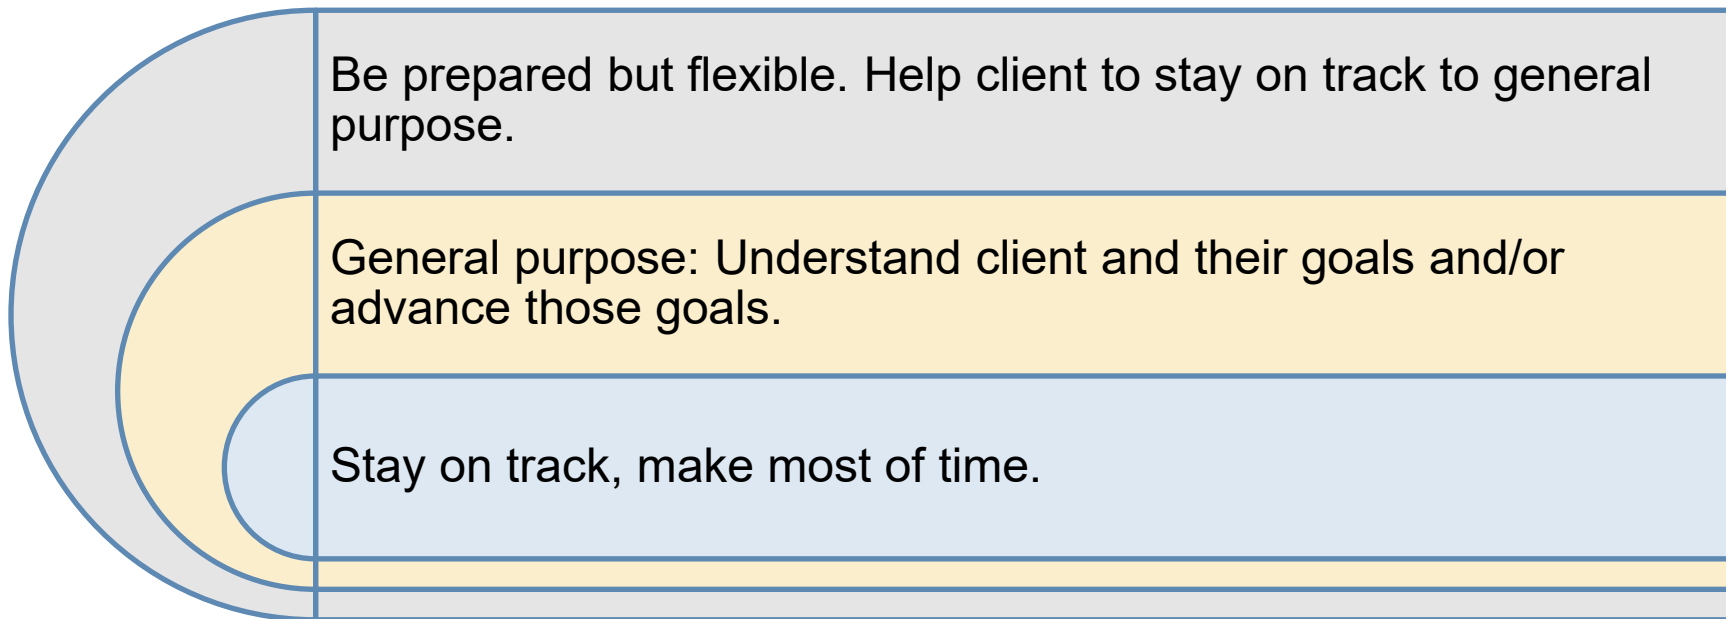 Be prepared but flexible. Help client to stay on track to general
purpose.
General purpose: Understand client and their goals and/or
advance those goals.
Stay on track, make most of time.